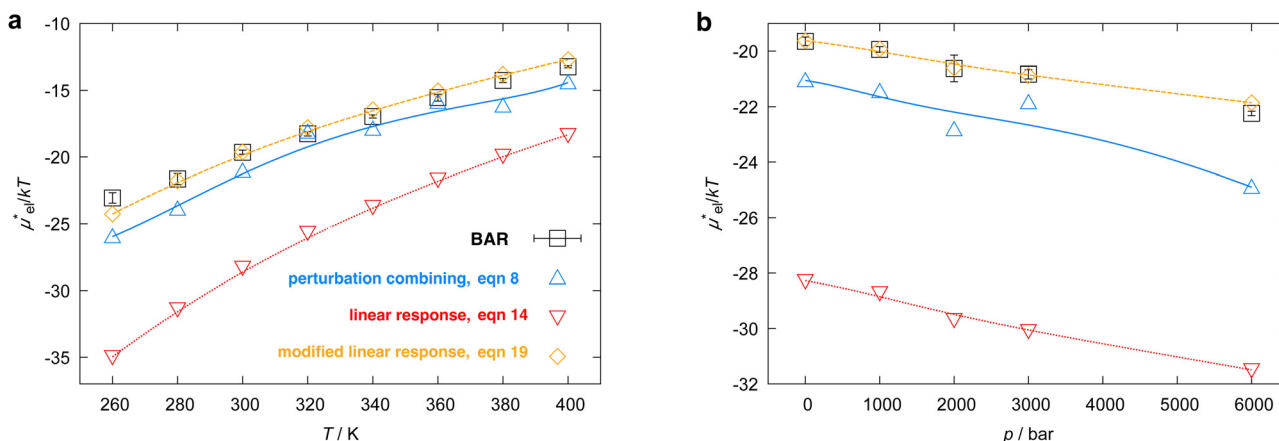 a
-10
-15
-20
-25
-30
-35
μ*el/kT
260 280 300 320 340 360 380 400
T / K
BAR
perturbation combining, eqn 8
linear response, eqn 14
modified linear response, eqn 19
b
-20
-22
-24
-26
-28
-30
-32
μ*el/kT
0 1000 2000 3000 4000 5000 6000
p / bar